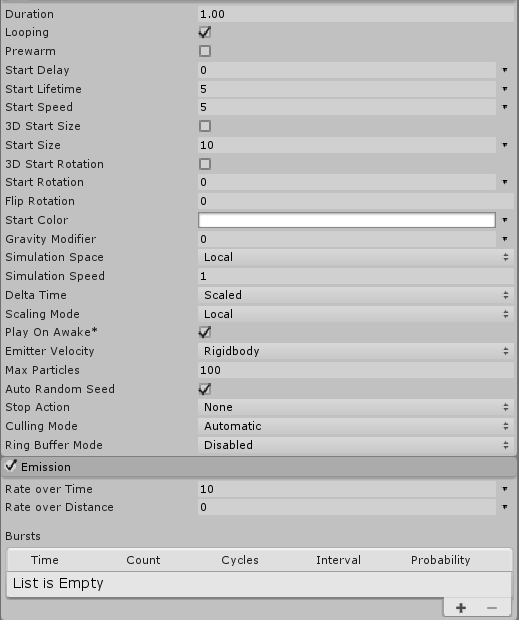 Duration 1.00
Looping
Prewarm
Start Delay 0
Start Lifetime 5
Start Speed 5
3D Start Size
Start Size 10
3D Start Rotation
Start Rotation 0
Flip Rotation 0
Start Color
Gravity Modifier 0
Simulation Space Local
Simulation Speed 1
Delta Time Scaled
Scaling Mode Local
Play On Awake*
Emitter Velocity Rigidbody
Max Particles 100
Auto Random Seed
Stop Action None
Culling Mode Automatic
Ring Buffer Mode Disabled
Emission
Rate over Time 10
Rate over Distance 0
Bursts
Time Count Cycles Interval Probability
List is Empty